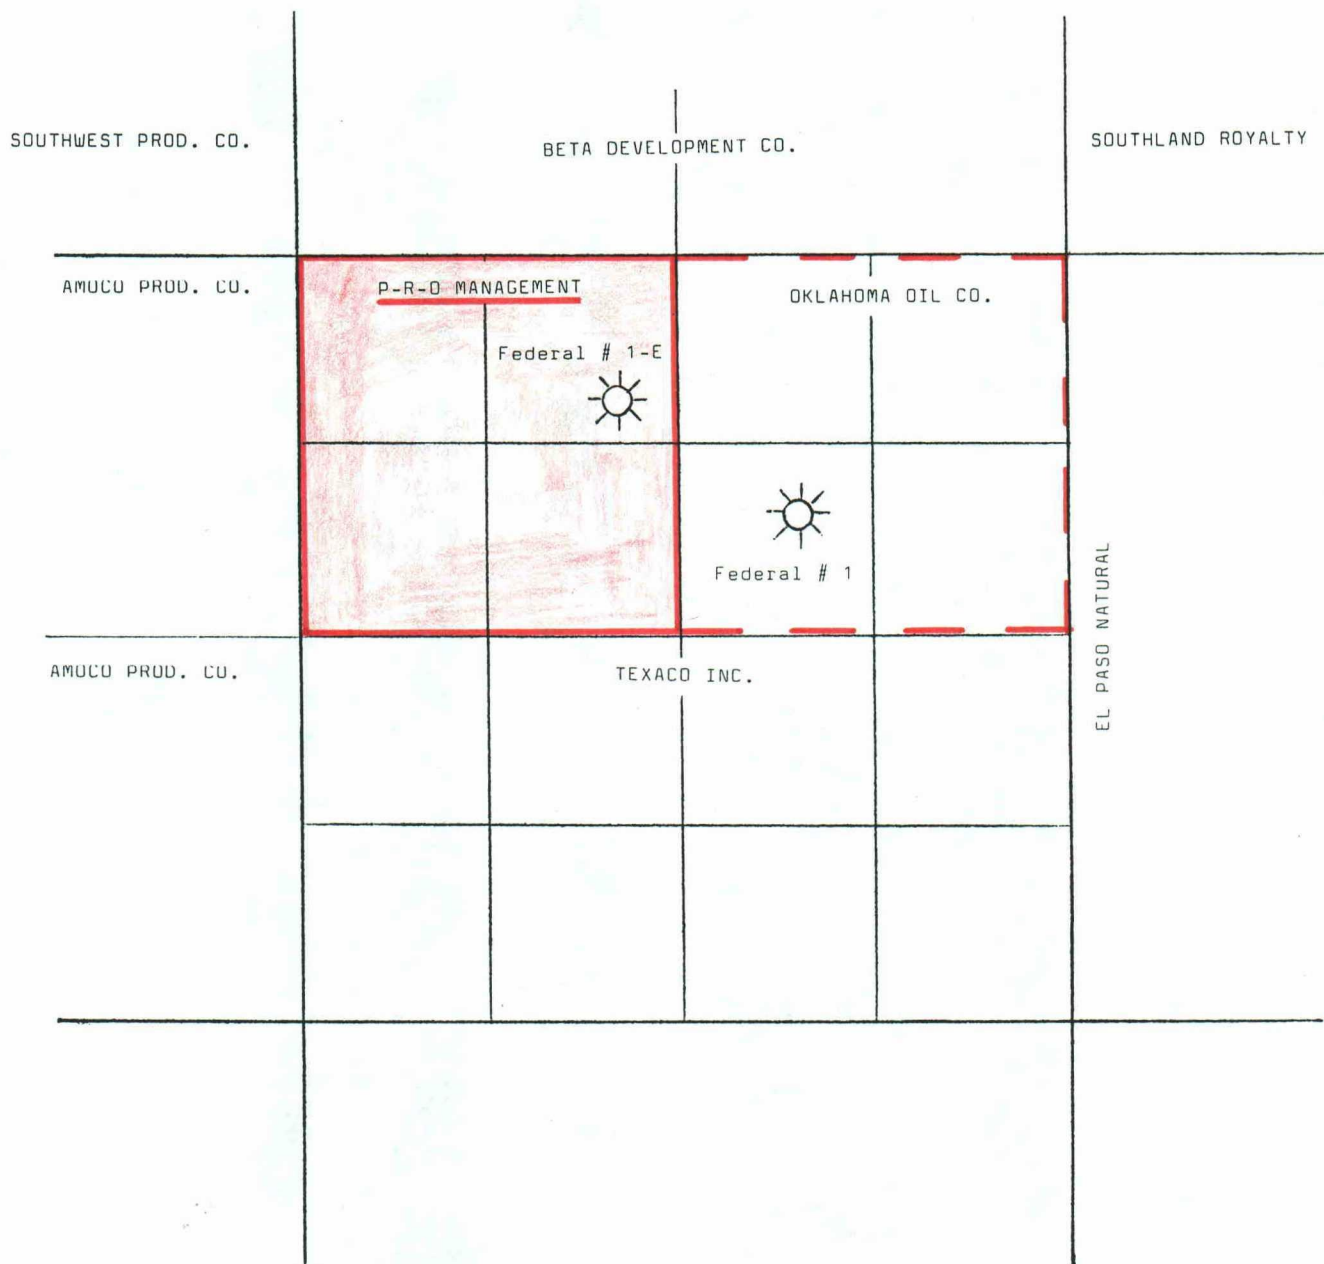 SOUTHWEST PROD. CO.
BETA DEVELOPMENT CO.
SOUTHLAND ROYALTY
AMOCO PROD. CO.
P-R-O MANAGEMENT
OKLAHOMA OIL CO.
Federal # 1-E
Federal # 1
EL PASO NATURAL
AMOCO PROD. CO.
TEXACO INC.